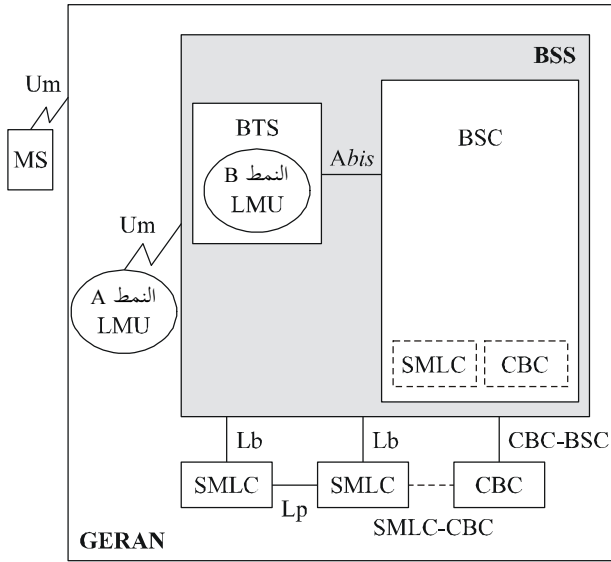 BSS
Um
BTS
BSC
MS
Abis
النمط B
LMU
Um
النمط A
LMU
SMLC
CBC
Lb
Lb
CBC-BSC
SMLC
SMLC
CBC
Lp
SMLC-CBC
GERAN